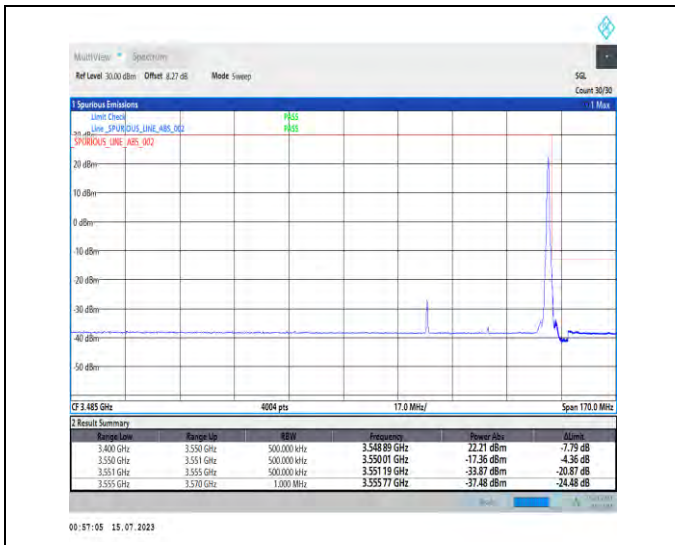 MultiView Spectrum
Ref Level 30.00 dBm Offset 8.27 dB Mode Sweep SGL
Count 30/30
1 Spurious Emissions 1 Max
Limit Check PASS
Line _SPURIOUS_LINE_ABS_002 PASS
30 dBm
_SPURIOUS_LINE_ABS_002
20 dBm
10 dBm
0 dBm
-10 dBm
-20 dBm
-30 dBm
-40 dBm
-50 dBm
CF 3.485 GHz 4004 pts 17.0 MHz/ Span 170.0 MHz
2 Result Summary
Range Low Range Up RBW Frequency Power Abs ΔLimit
3.400 GHz 3.550 GHz 500.000 kHz 3.548 89 GHz 22.21 dBm -7.79 dB
3.550 GHz 3.551 GHz 500.000 kHz 3.550 01 GHz -17.36 dBm -4.36 dB
3.551 GHz 3.555 GHz 500.000 kHz 3.551 19 GHz -33.87 dBm -20.87 dB
3.555 GHz 3.570 GHz 1.000 MHz 3.555 77 GHz -37.48 dBm -24.48 dB
00:57:05 15.07.2023